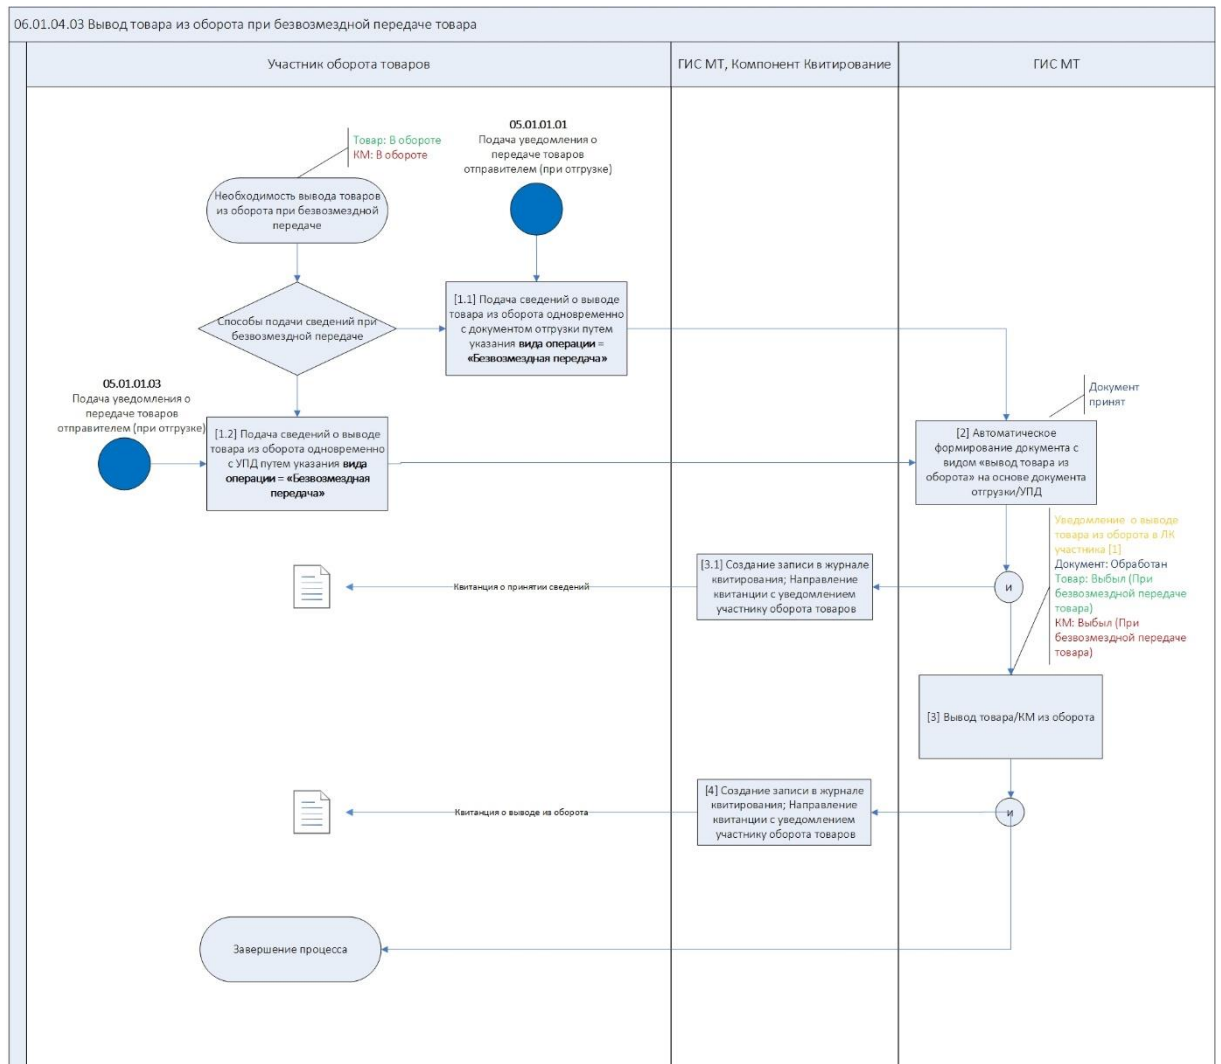 06.01.04.03 Вывод товара из оборота при безвозмездной передаче товара
Участник оборота товаров
ГИС МТ, Компонент Квитирование
ГИС МТ
Товар: В обороте
КМ: В обороте
05.01.01.01
Подача уведомления о
передаче товаров
отправителем (при отгрузке)
Необходимость вывода товаров
из оборота при безвозмездной
передаче
Способы подачи сведений при
безвозмездной передаче
[1.1] Подача сведений о выводе
товара из оборота одновременно
с документом отгрузки путем
указания вида операции =
«Безвозмездная передача»
05.01.01.03
Подача уведомления о
передаче товаров
отправителем (при отгрузке)
[1.2] Подача сведений о выводе
товара из оборота одновременно
с УПД путем указания вида
операции = «Безвозмездная
передача»
Документ
принят
[2] Автоматическое
формирование документа с
видом «вывод товара из
оборота» на основе документа
отгрузки/УПД
Уведомление о выводе
товара из оборота в ЛК
участника [1]
Документ: Обработан
Товар: Выбыл (При
безвозмездной передаче
товара)
КМ: Выбыл (При
безвозмездной передаче
товара)
Квитанция о принятии сведений
[3.1] Создание записи в журнале
квитирования; Направление
квитанции с уведомлением
участнику оборота товаров
и
[3] Вывод товара/КМ из оборота
Квитанция о выводе из оборота
[4] Создание записи в журнале
квитирования; Направление
квитанции с уведомлением
участнику оборота товаров
и
Завершение процесса